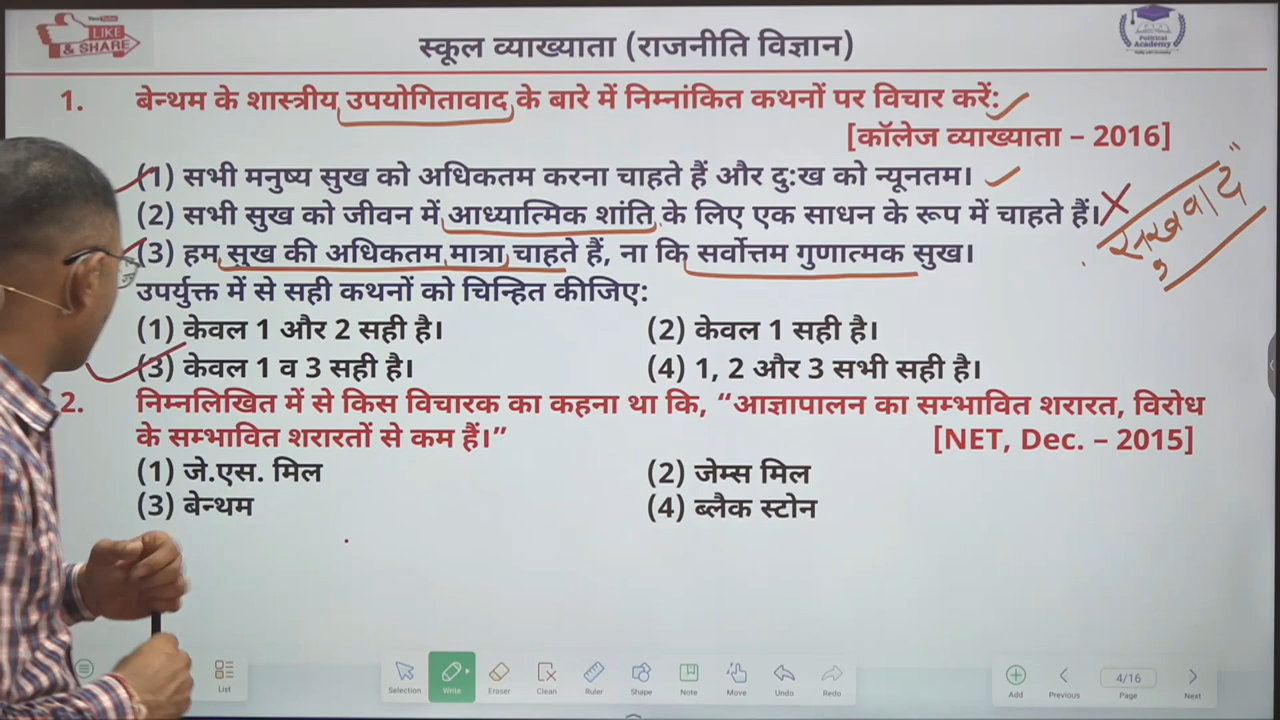 YouTube
LIKE
& SHARE
स्कूल व्याख्याता (राजनीति विज्ञान)
Political
Academy
1. बेन्थम के शास्त्रीय उपयोगितावाद के बारे में निम्नांकित कथनों पर विचार करें:
[कॉलेज व्याख्याता – 2016]
(1) सभी मनुष्य सुख को अधिकतम करना चाहते हैं और दुःख को न्यूनतम।
(2) सभी सुख को जीवन में आध्यात्मिक शांति के लिए एक साधन के रूप में चाहते हैं।
(3) हम सुख की अधिकतम मात्रा चाहते हैं, ना कि सर्वोत्तम गुणात्मक सुख।
सुखवाद"
उपर्युक्त में से सही कथनों को चिन्हित कीजिए:
(1) केवल 1 और 2 सही है। (2) केवल 1 सही है।
(3) केवल 1 व 3 सही है। (4) 1, 2 और 3 सभी सही है।
2. निम्नलिखित में से किस विचारक का कहना था कि, “आज्ञापालन का सम्भावित शरारत, विरोध
के सम्भावित शरारतों से कम हैं।” [NET, Dec. – 2015]
(1) जे.एस. मिल (2) जेम्स मिल
(3) बेन्थम (4) ब्लैक स्टोन
List Selection Write Eraser Clean Ruler Shape Note Move Undo Redo Add Previous 4/16 Page Next